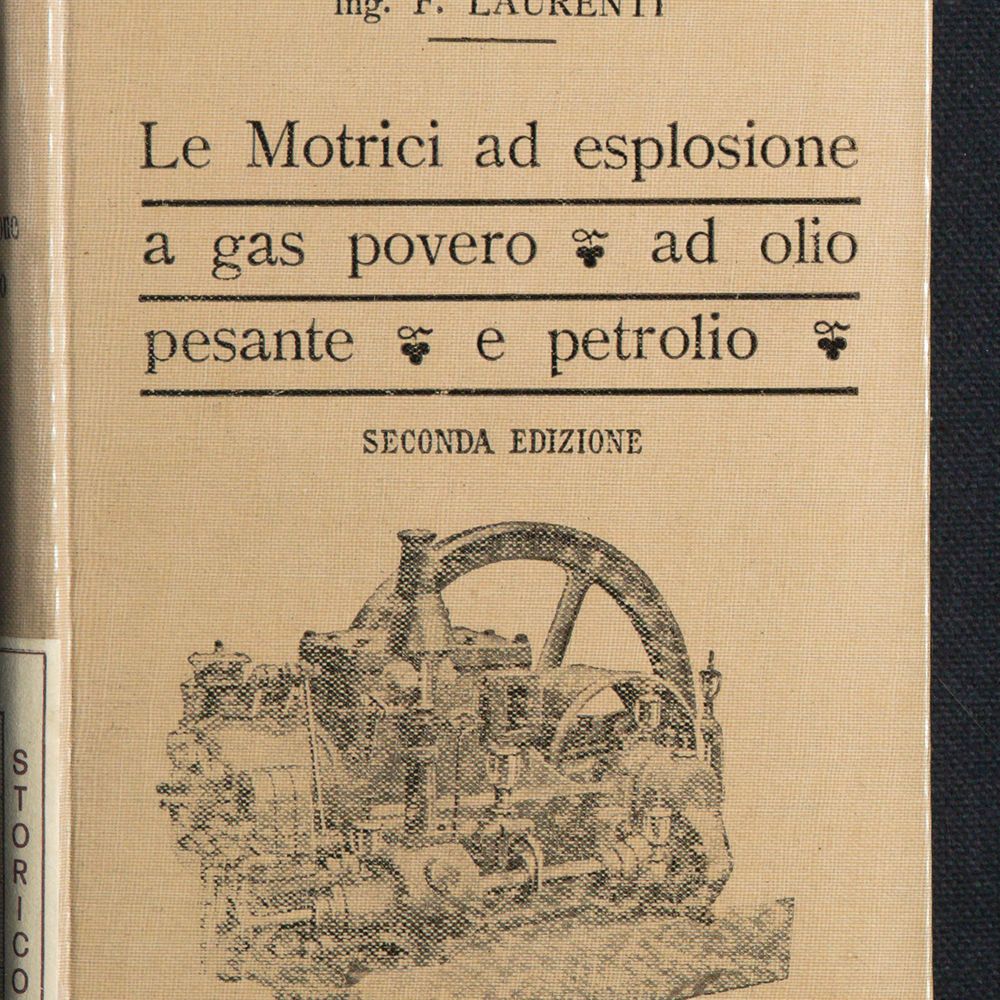 Ing. F. LAURENTI
Le Motrici ad esplosione
a gas povero ad olio
pesante e petrolio
SECONDA EDIZIONE
STORICO